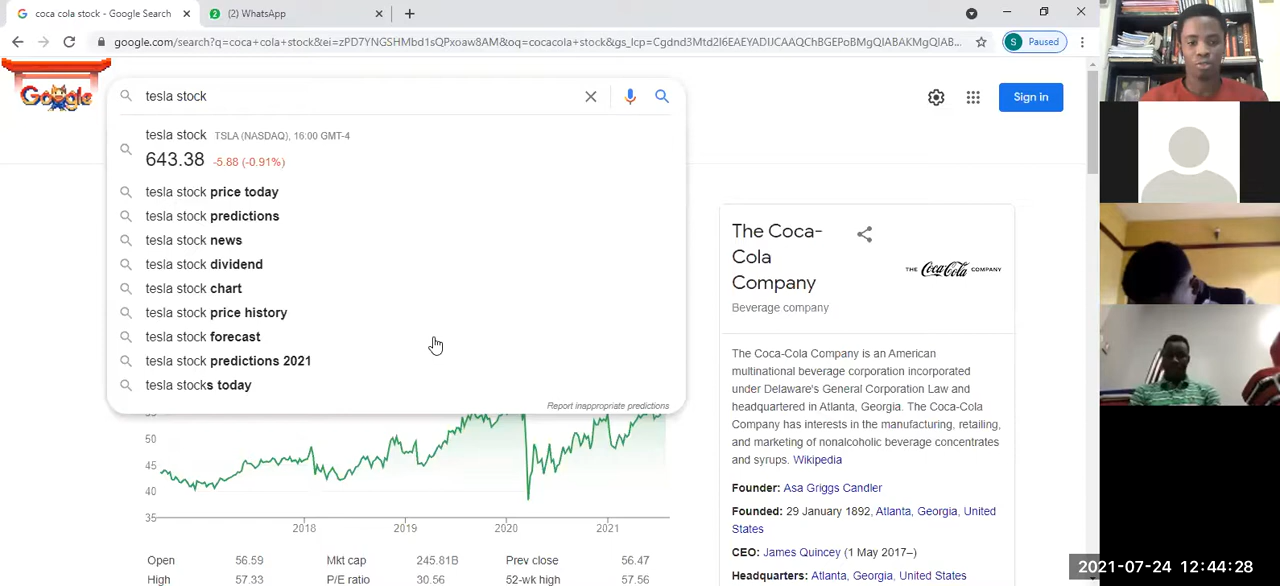 coca cola stock - Google Search
(2) WhatsApp
google.com/search?q=coca+cola+stock&ei=zPD7YNGSHMbd1sQPxoaw8AM&oq=cocacola+stock&gs_lcp=Cgdnd3Mtd2l6EAEYADIJCAAQChBGEPoBMgQIABAKMgQIAB...
S Paused
Google
tesla stock
Sign in
tesla stock TSLA (NASDAQ), 16:00 GMT-4
643.38 -5.88 (-0.91%)
tesla stock price today
tesla stock predictions
tesla stock news
tesla stock dividend
tesla stock chart
tesla stock price history
tesla stock forecast
tesla stock predictions 2021
tesla stocks today
Report inappropriate predictions
50
45
40
35
2018 2019 2020 2021
Open 56.59 Mkt cap 245.81B Prev close 56.47
High 57.33 P/E ratio 30.56 52-wk high 57.56
The Coca-
Cola
Company
THE Coca-Cola COMPANY
Beverage company
The Coca-Cola Company is an American
multinational beverage corporation incorporated
under Delaware's General Corporation Law and
headquartered in Atlanta, Georgia. The Coca-Cola
Company has interests in the manufacturing, retailing,
and marketing of nonalcoholic beverage concentrates
and syrups. Wikipedia
Founder: Asa Griggs Candler
Founded: 29 January 1892, Atlanta, Georgia, United
States
CEO: James Quincey (1 May 2017–)
Headquarters: Atlanta, Georgia, United States
2021-07-24 12:44:28